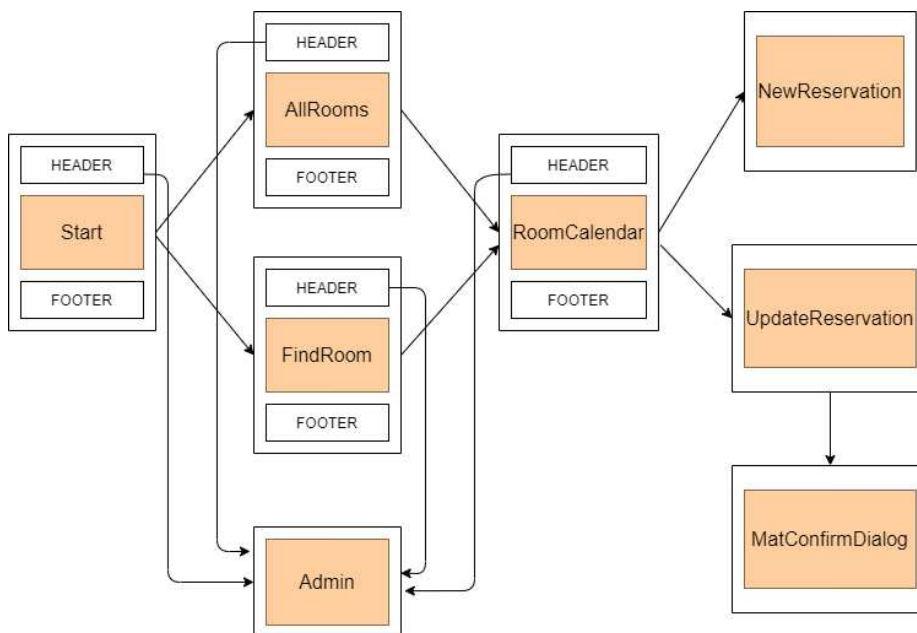 HEADER
Start
FOOTER
HEADER
AllRooms
FOOTER
HEADER
FindRoom
FOOTER
Admin
HEADER
RoomCalendar
FOOTER
NewReservation
UpdateReservation
MatConfirmDialog